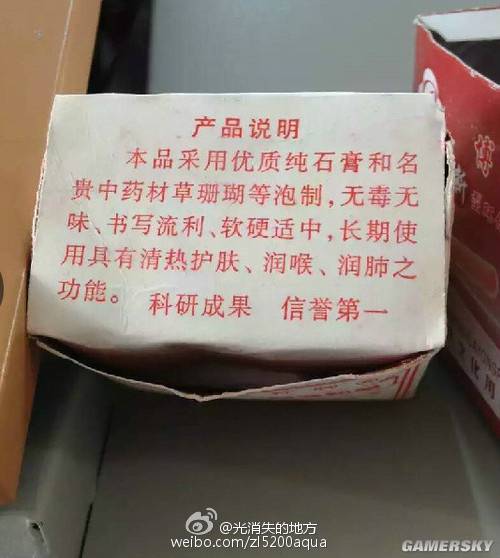 产品说明
本品采用优质纯石膏和名
贵中药材草珊瑚等泡制，无毒无
味、书写流利、软硬适中，长期使
用具有清热护肤、润喉、润肺之
功能。 科研成果 信誉第一
@光消失的地方
weibo.com/zl5200aqua
GAMERSKY